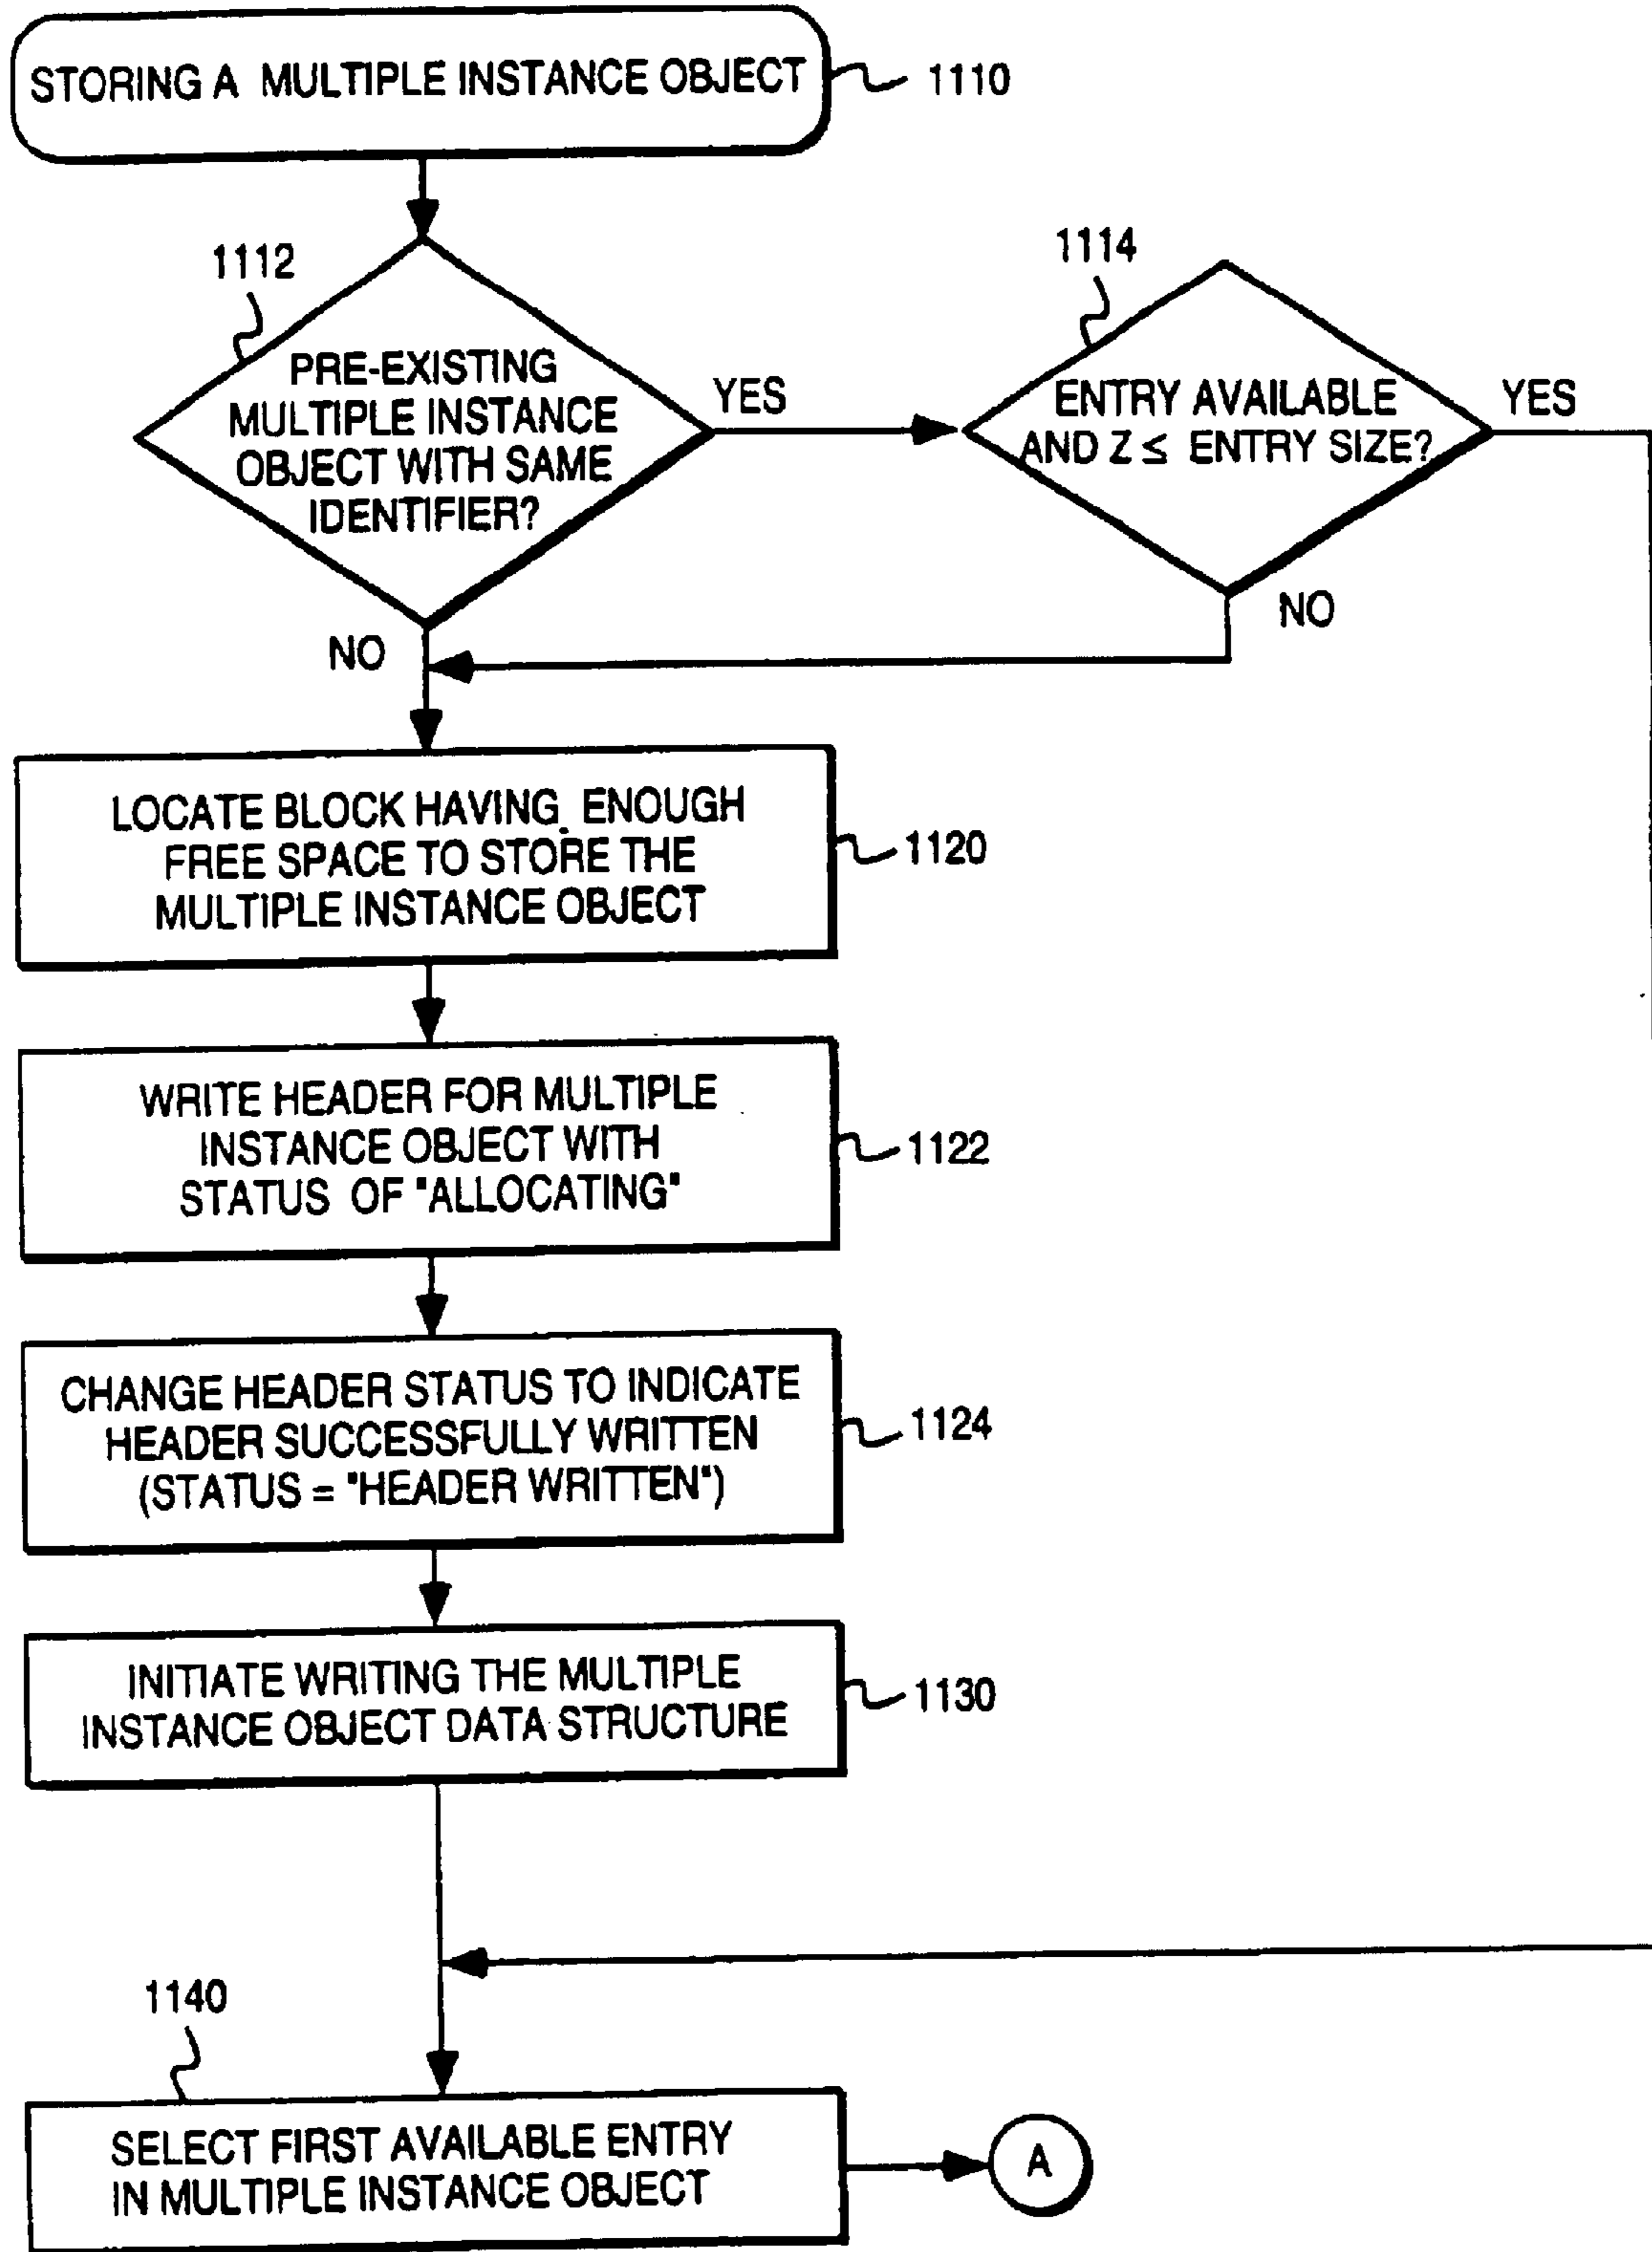 STORING A MULTIPLE INSTANCE OBJECT
1110
1112
PRE-EXISTING
MULTIPLE INSTANCE
OBJECT WITH SAME
IDENTIFIER?
YES
NO
1114
ENTRY AVAILABLE
AND Z ≤ ENTRY SIZE?
YES
NO
LOCATE BLOCK HAVING ENOUGH
FREE SPACE TO STORE THE
MULTIPLE INSTANCE OBJECT
1120
WRITE HEADER FOR MULTIPLE
INSTANCE OBJECT WITH
STATUS OF "ALLOCATING"
1122
CHANGE HEADER STATUS TO INDICATE
HEADER SUCCESSFULLY WRITTEN
(STATUS = "HEADER WRITTEN")
1124
INITIATE WRITING THE MULTIPLE
INSTANCE OBJECT DATA STRUCTURE
1130
1140
SELECT FIRST AVAILABLE ENTRY
IN MULTIPLE INSTANCE OBJECT
A